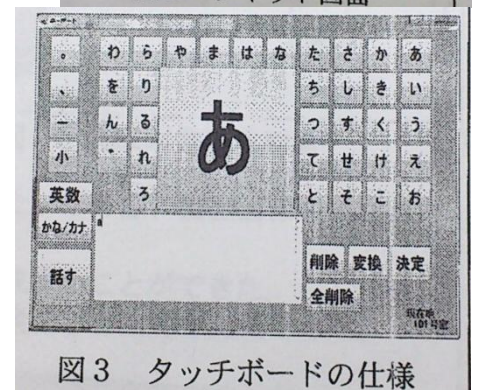 。 わ ら や ま は な た さ か あ
、 を り ち し き い
ー ん る あ つ す く う
小 ゛ れ て せ け え
英数 ろ と そ こ お
かな/カナ
話す
削除 変換 決定
全削除
現在地
101号室
図3 タッチボードの仕様